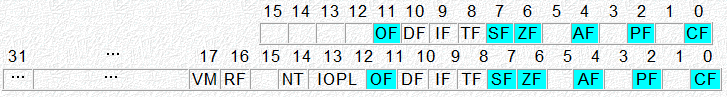 15 14 13 12 11 10 9 8 7 6 5 4 3 2 1 0
OF DF IF TF SF ZF AF PF CF
31 ... 17 16 15 14 13 12 11 10 9 8 7 6 5 4 3 2 1 0
... ... VM RF NT IOPL OF DF IF TF SF ZF AF PF CF